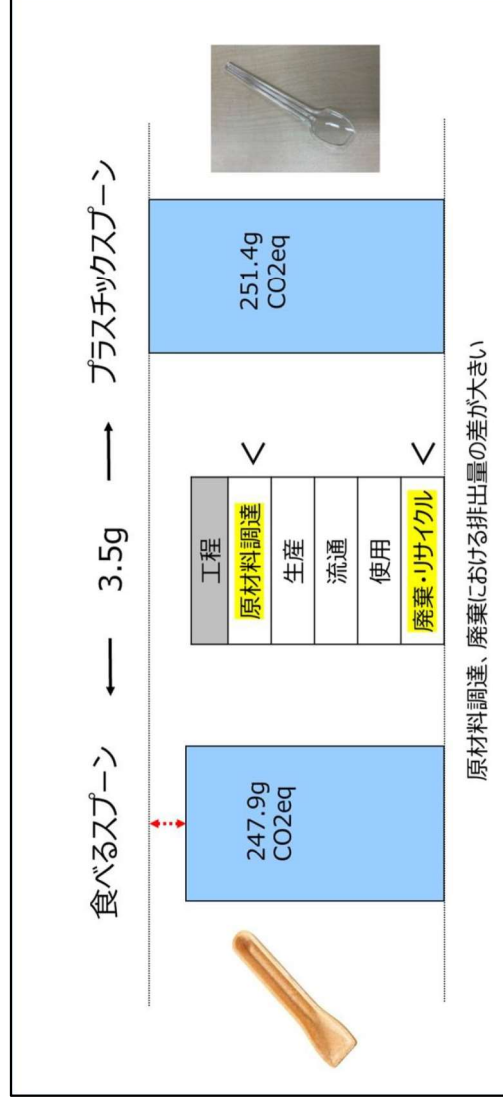 食べるスプーン ← 3.5g → プラスチックスプーン
247.9g
CO2eq
工程
原材料調達 <
生産
流通
使用
廃棄・リサイクル <
251.4g
CO2eq
原材料調達、廃棄における排出量の差が大きい